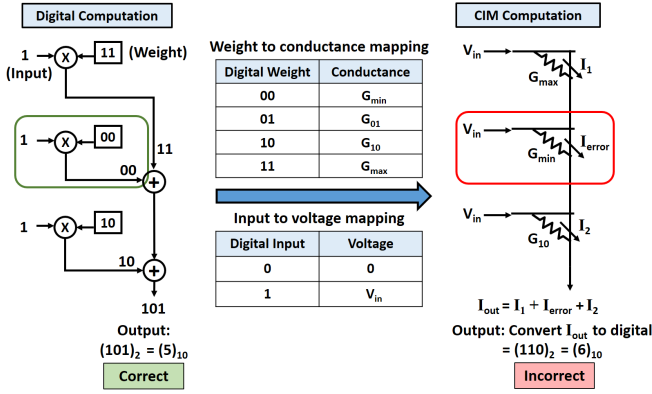 Digital Computation
1
(Input)
X
11
(Weight)
1
X
00
11
00
+
1
X
10
10
+
101
Output:
(101)₂ = (5)₁₀
Correct
Weight to conductance mapping
Digital Weight Conductance
00 Gmin
01 G01
10 G10
11 Gmax
Input to voltage mapping
Digital Input Voltage
0 0
1 Vin
CIM Computation
Vin
Gmax
I₁
Vin
Gmin
Ierror
Vin
G10
I₂
Iout = I₁ + Ierror + I₂
Output: Convert Iout to digital
= (110)₂ = (6)₁₀
Incorrect